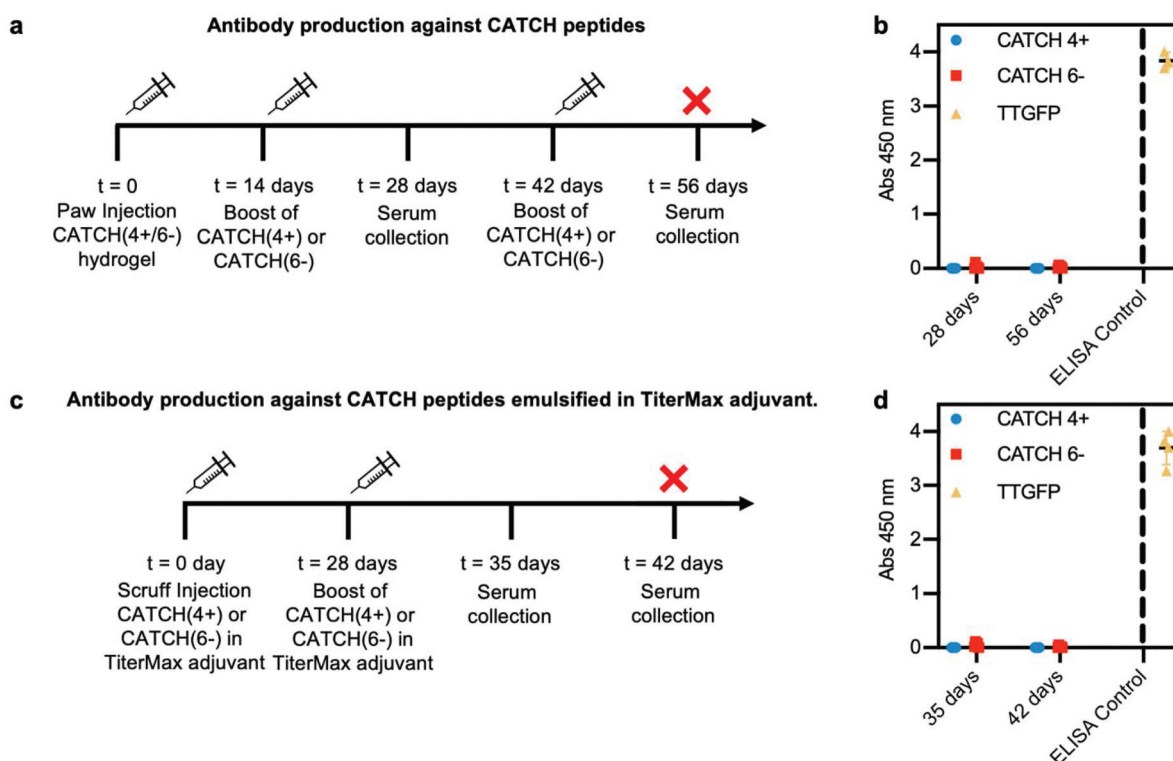 a
Antibody production against CATCH peptides
t = 0
Paw Injection
CATCH(4+/6-)
hydrogel
t = 14 days
Boost of
CATCH(4+) or
CATCH(6-)
t = 28 days
Serum
collection
t = 42 days
Boost of
CATCH(4+) or
CATCH(6-)
t = 56 days
Serum
collection
b
Abs 450 nm
4
3
2
1
0
CATCH 4+
CATCH 6-
TTGFP
28 days
56 days
ELISA Control
c
Antibody production against CATCH peptides emulsified in TiterMax adjuvant.
t = 0 day
Scruff Injection
CATCH(4+) or
CATCH(6-) in
TiterMax adjuvant
t = 28 days
Boost of
CATCH(4+) or
CATCH(6-) in
TiterMax adjuvant
t = 35 days
Serum
collection
t = 42 days
Serum
collection
d
Abs 450 nm
4
3
2
1
0
CATCH 4+
CATCH 6-
TTGFP
35 days
42 days
ELISA Control